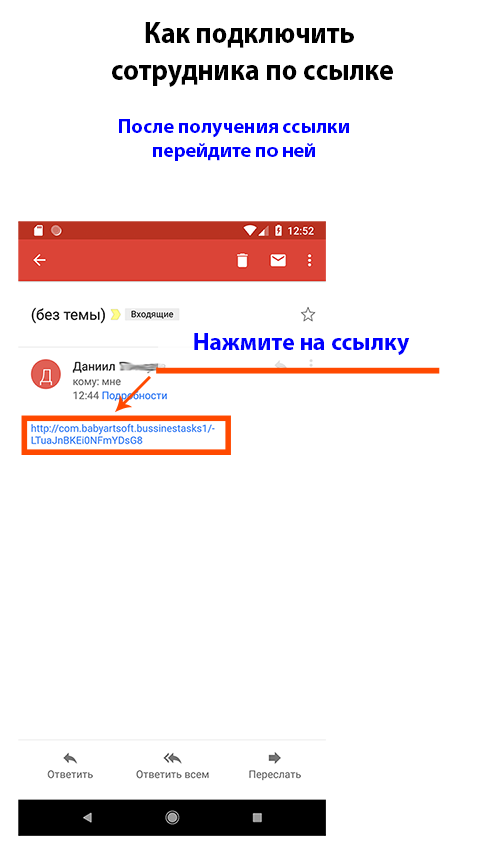 Как подключить
сотрудника по ссылке
После получения ссылки
перейдите по ней
12:52
(без темы) Входящие
Нажмите на ссылку
Д
Даниил
кому: мне
12:44 Подробности
http://com.babyartsoft.bussinestasks1/-
LTuaJnBKEi0NFmYDsG8
Ответить Ответить всем Переслать